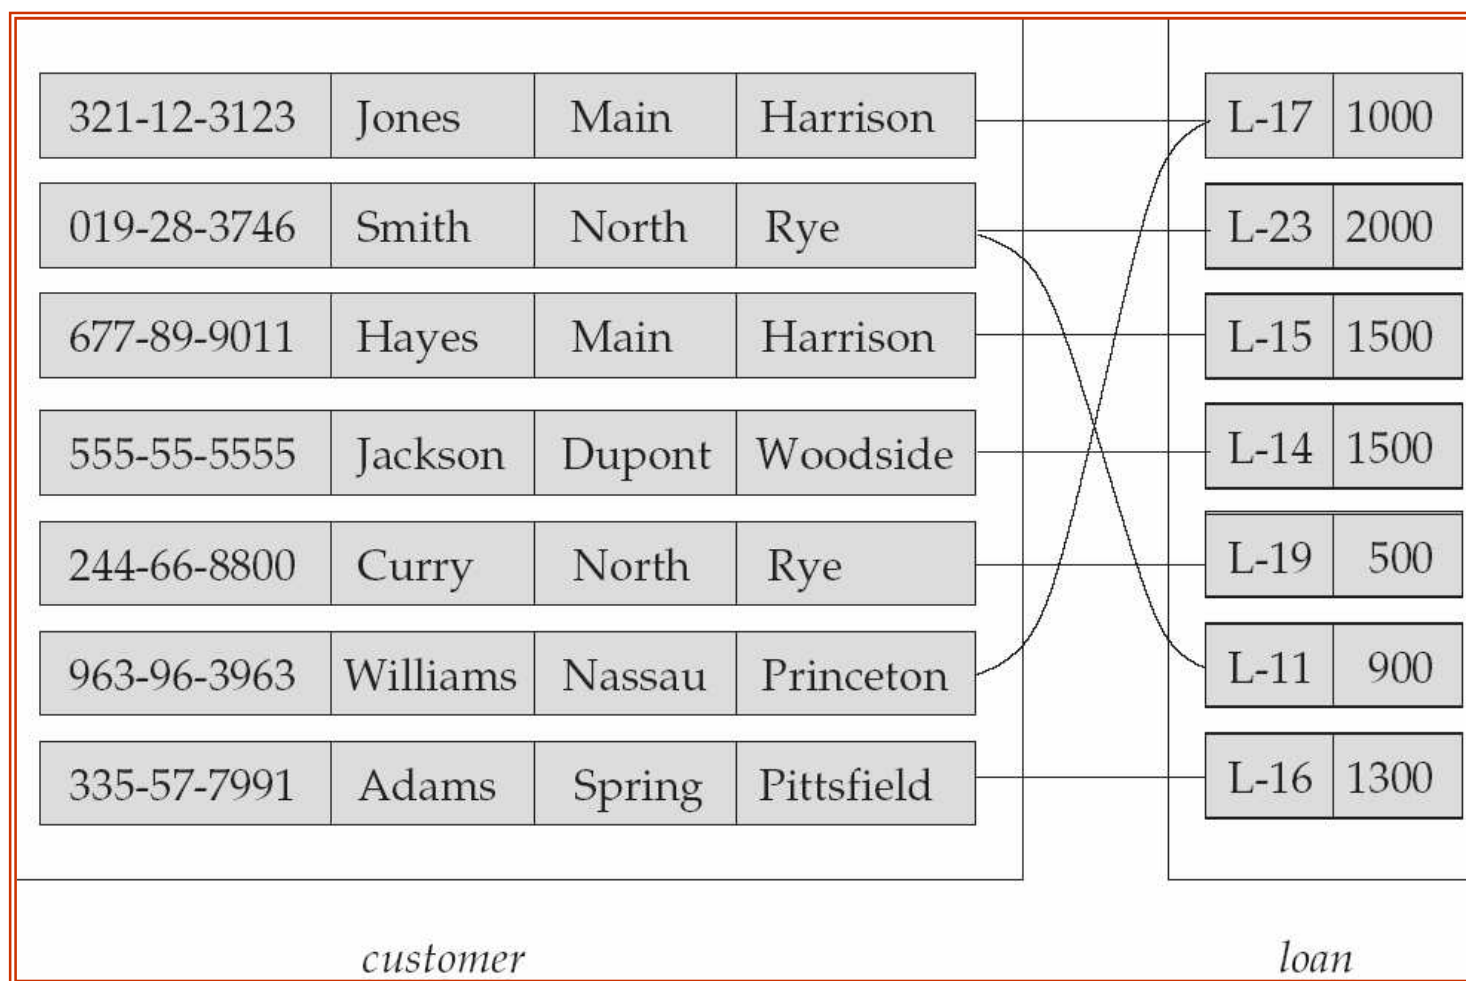 321-12-3123 Jones Main Harrison L-17 1000
019-28-3746 Smith North Rye L-23 2000
677-89-9011 Hayes Main Harrison L-15 1500
555-55-5555 Jackson Dupont Woodside L-14 1500
244-66-8800 Curry North Rye L-19 500
963-96-3963 Williams Nassau Princeton L-11 900
335-57-7991 Adams Spring Pittsfield L-16 1300
customer loan